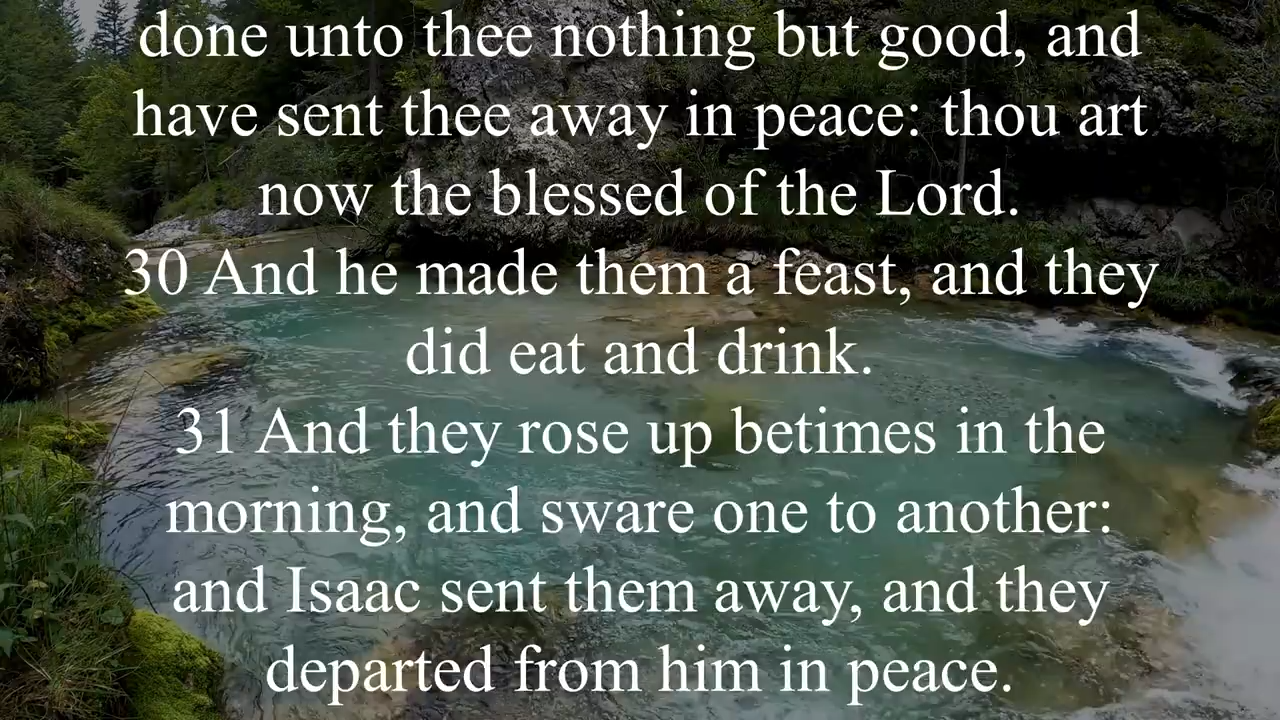 done unto thee nothing but good, and
have sent thee away in peace: thou art
now the blessed of the Lord.
30 And he made them a feast, and they
did eat and drink.
31 And they rose up betimes in the
morning, and sware one to another:
and Isaac sent them away, and they
departed from him in peace.